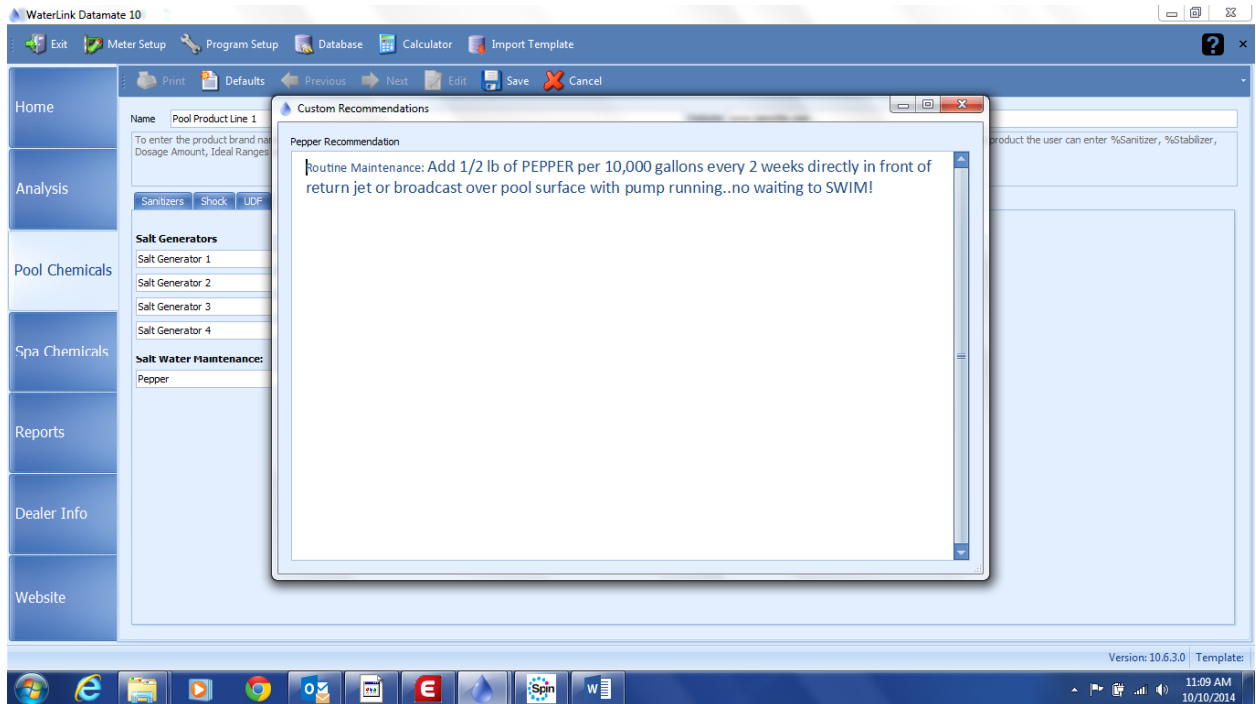 WaterLink Datamate 10
Exit Meter Setup Program Setup Database Calculator Import Template
Print Defaults Previous Next Edit Save Cancel
Home
Analysis
Pool Chemicals
Spa Chemicals
Reports
Dealer Info
Website
Name Pool Product Line 1
To enter the product brand
Dosage Amount, Ideal Ranges
product the user can enter %Sanitizer, %Stabilizer,
Sanitizers Shock UDF
Salt Generators
Salt Generator 1
Salt Generator 2
Salt Generator 3
Salt Generator 4
Salt Water Maintenance:
Pepper
Custom Recommendations
Pepper Recommendation
Routine Maintenance: Add 1/2 lb of PEPPER per 10,000 gallons every 2 weeks directly in front of
return jet or broadcast over pool surface with pump running..no waiting to SWIM!
Version: 10.6.3.0 Template:
Spin
11:09 AM
10/10/2014